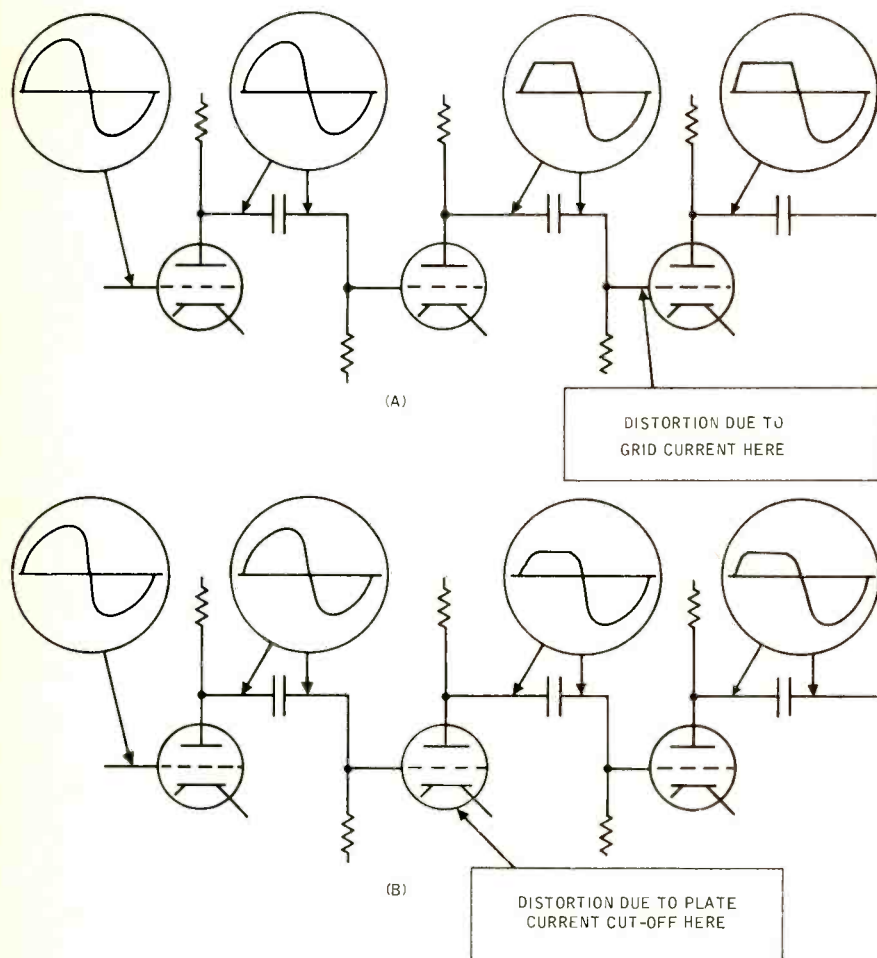 (A)
DISTORTION DUE TO
GRID CURRENT HERE
(B)
DISTORTION DUE TO PLATE
CURRENT CUT-OFF HERE